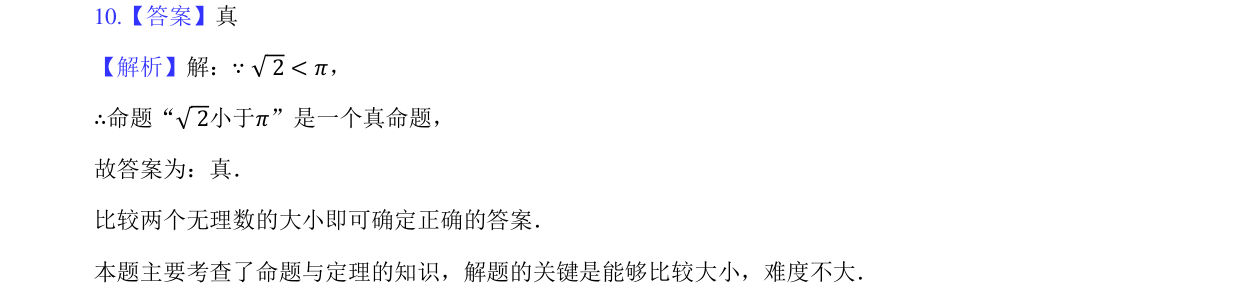 10.【答案】真
【解析】解：∵ √2 < π，
∴命题“√2小于π”是一个真命题，
故答案为：真．
比较两个无理数的大小即可确定正确的答案．
本题主要考查了命题与定理的知识，解题的关键是能够比较大小，难度不大．